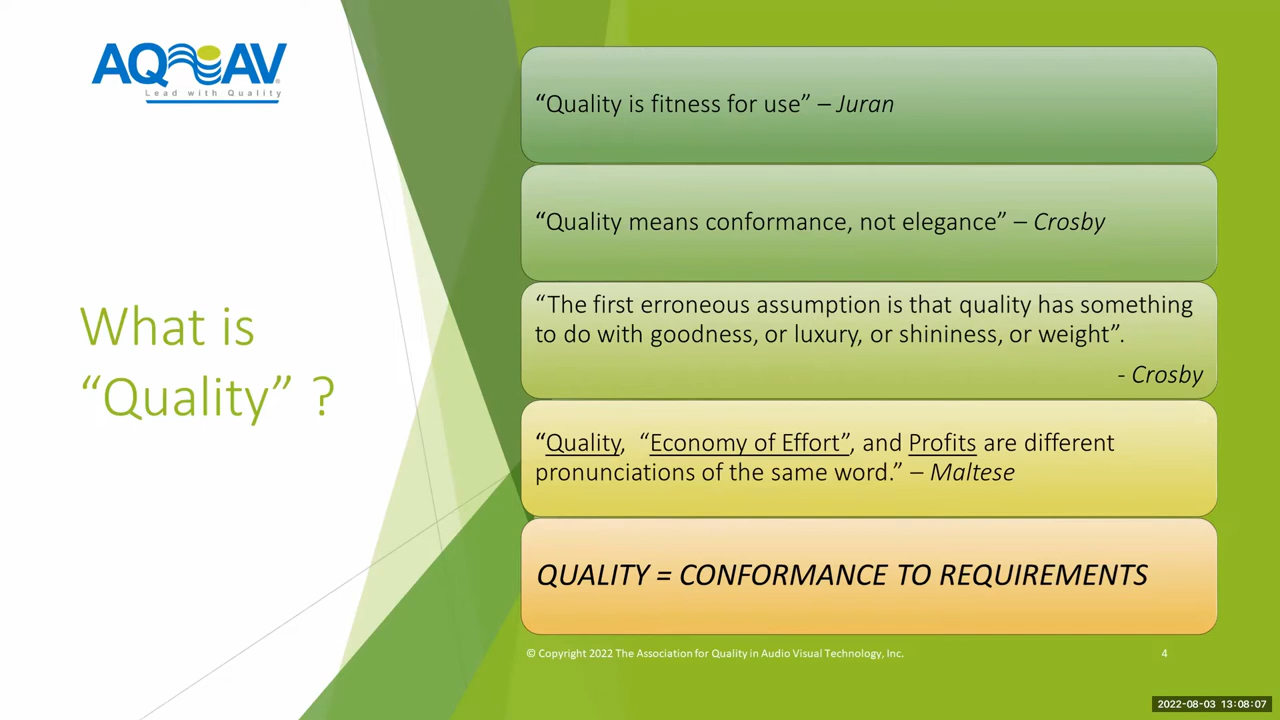 AQAV
Lead with Quality
What is
“Quality” ?
“Quality is fitness for use” – Juran
“Quality means conformance, not elegance” – Crosby
“The first erroneous assumption is that quality has something
to do with goodness, or luxury, or shininess, or weight”.
- Crosby
“Quality, “Economy of Effort”, and Profits are different
pronunciations of the same word.” – Maltese
QUALITY = CONFORMANCE TO REQUIREMENTS
© Copyright 2022 The Association for Quality in Audio Visual Technology, Inc.
4
2022-08-03 13:08:07